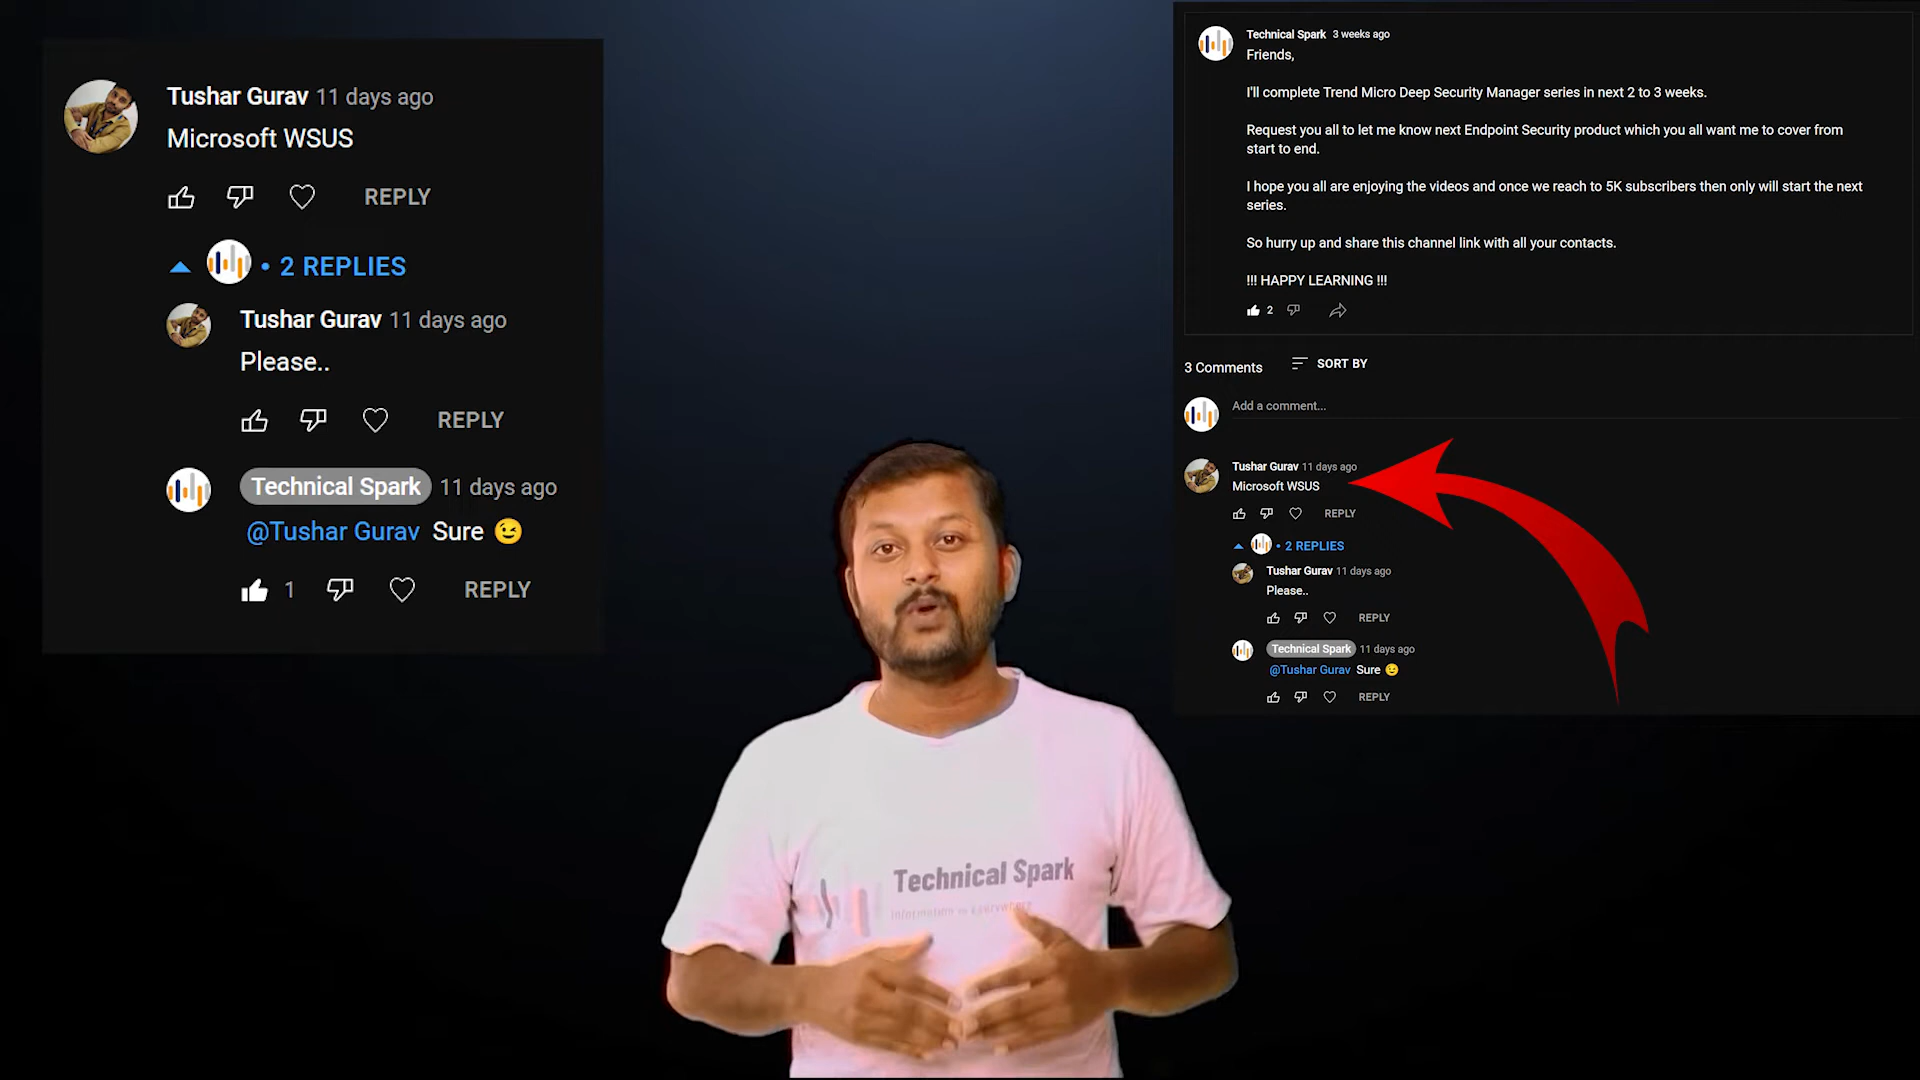 Tushar Gurav 11 days ago
Microsoft WSUS
REPLY
• 2 REPLIES
Tushar Gurav 11 days ago
Please..
REPLY
Technical Spark 11 days ago
@Tushar Gurav Sure 😉
1 REPLY
Technical Spark 3 weeks ago
Friends,
I'll complete Trend Micro Deep Security Manager series in next 2 to 3 weeks.
Request you all to let me know next Endpoint Security product which you all want me to cover from
start to end.
I hope you all are enjoying the videos and once we reach to 5K subscribers then only will start the next
series.
So hurry up and share this channel link with all your contacts.
!!! HAPPY LEARNING !!!
2
3 Comments SORT BY
Add a comment...
Tushar Gurav 11 days ago
Microsoft WSUS
REPLY
• 2 REPLIES
Tushar Gurav 11 days ago
Please..
REPLY
Technical Spark 11 days ago
@Tushar Gurav Sure 😉
REPLY
Technical Spark
Information is Everywhere